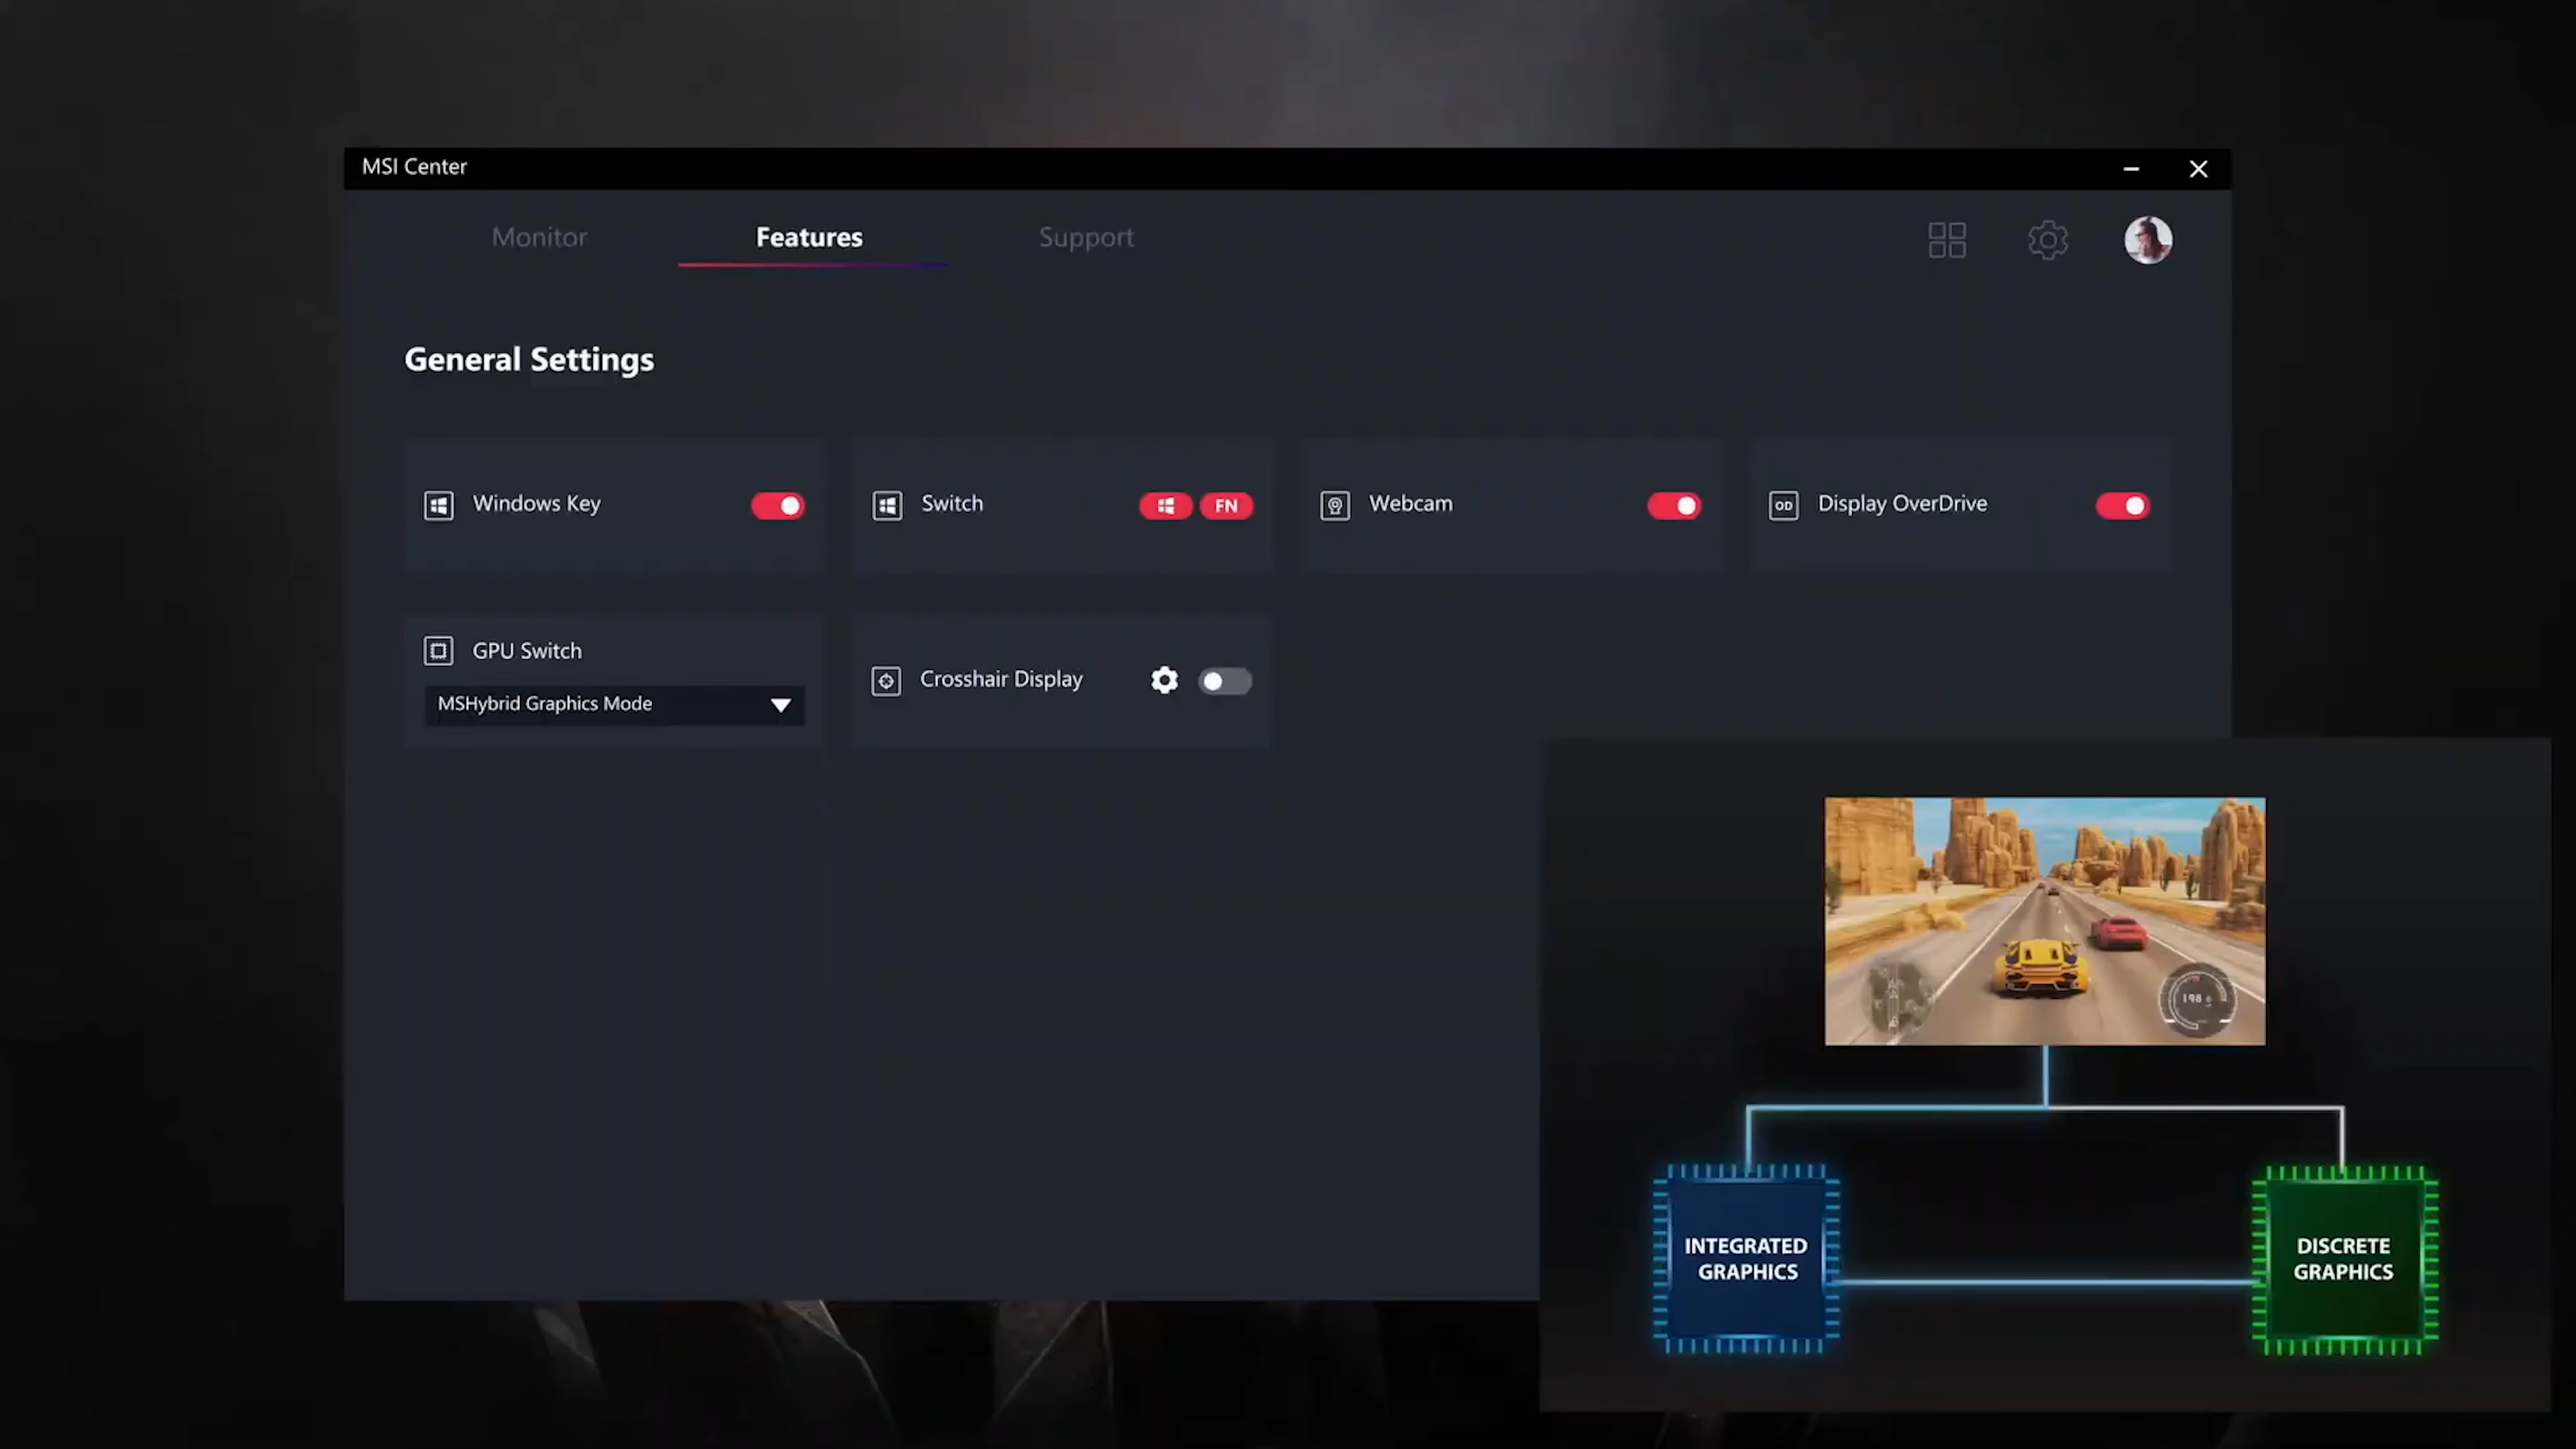 MSI Center
Monitor
Features
Support
General Settings
Windows Key
Switch
FN
Webcam
OD
Display OverDrive
GPU Switch
MSHybrid Graphics Mode
Crosshair Display
198
INTEGRATED
GRAPHICS
DISCRETE
GRAPHICS